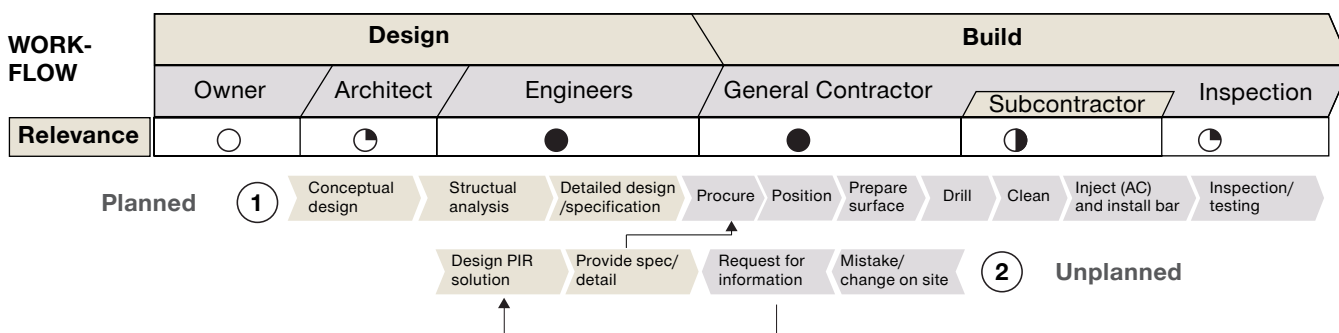 WORK-
FLOW
Design
Build
Owner
Architect
Engineers
General Contractor
Subcontractor
Inspection
Relevance
Planned
1
Conceptual
design
Structual
analysis
Detailed design
/specification
Procure
Position
Prepare
surface
Drill
Clean
Inject (AC)
and install bar
Inspection/
testing
Design PIR
solution
Provide spec/
detail
Request for
information
Mistake/
change on site
2
Unplanned